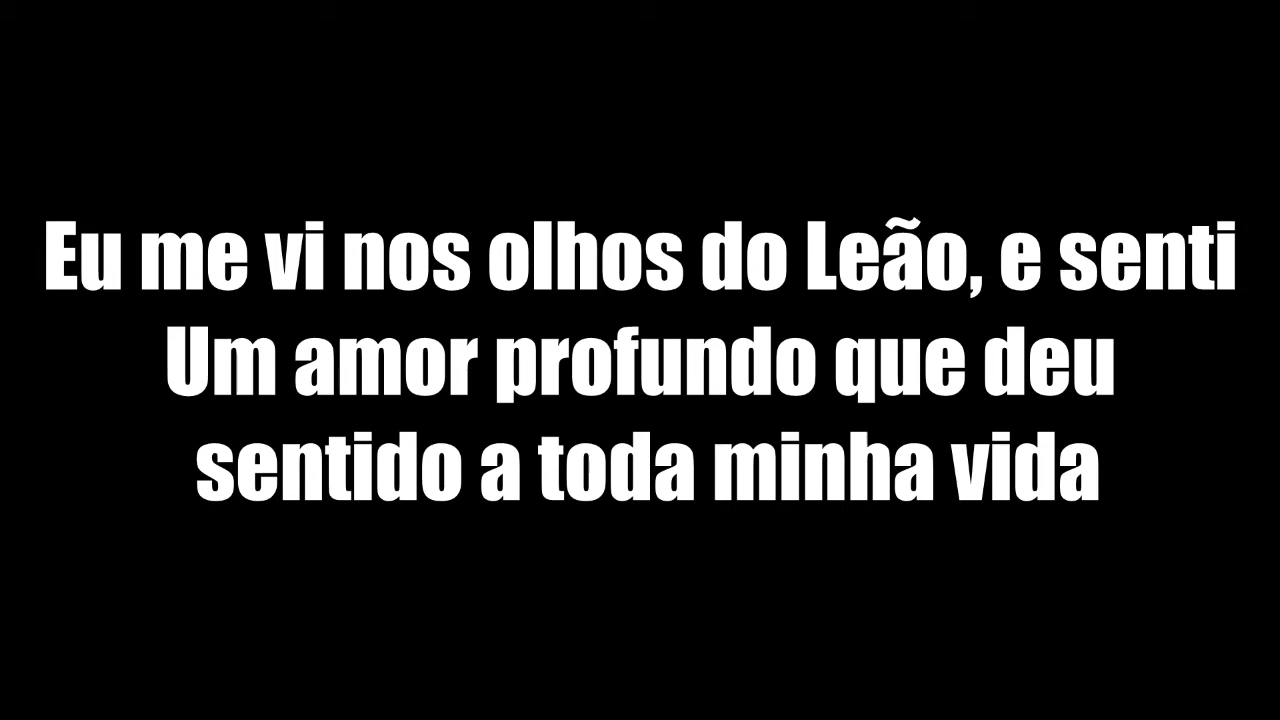 Eu me vi nos olhos do Leão, e senti
Um amor profundo que deu
sentido a toda minha vida